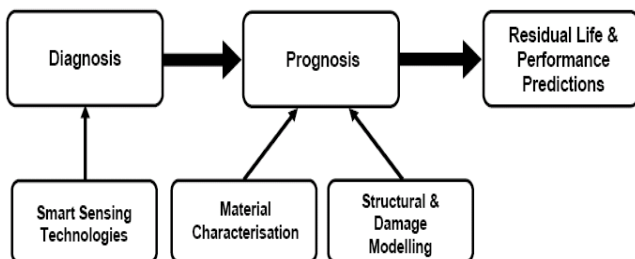 Diagnosis
Prognosis
Residual Life &
Performance
Predictions
Smart Sensing
Technologies
Material
Characterisation
Structural &
Damage
Modelling